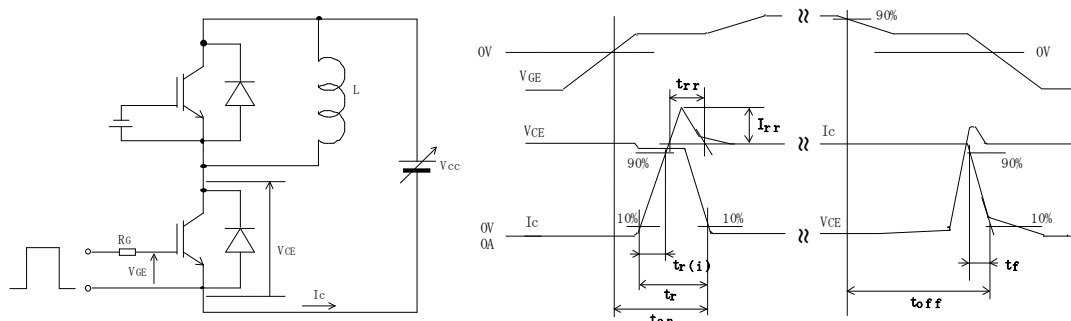 L
Vcc
RG
VGE
VCE
Ic
0V
VGE
trr
Irr
VCE
90%
0V
0A
Ic
10%
10%
tr(i)
tr
ton
90%
0V
Ic
90%
VCE
10%
tf
toff